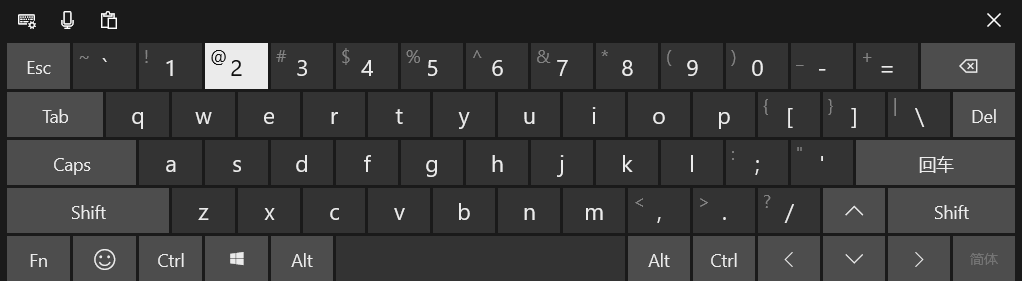 Esc ~ ` ! 1 @ 2 # 3 $ 4 % 5 ^ 6 & 7 * 8 ( 9 ) 0 _ - + =
Tab q w e r t y u i o p { [ } ] | \ Del
Caps a s d f g h j k l : ; " ' 回车
Shift z x c v b n m < , > . ? / Shift
Fn Ctrl Alt Alt Ctrl 简体